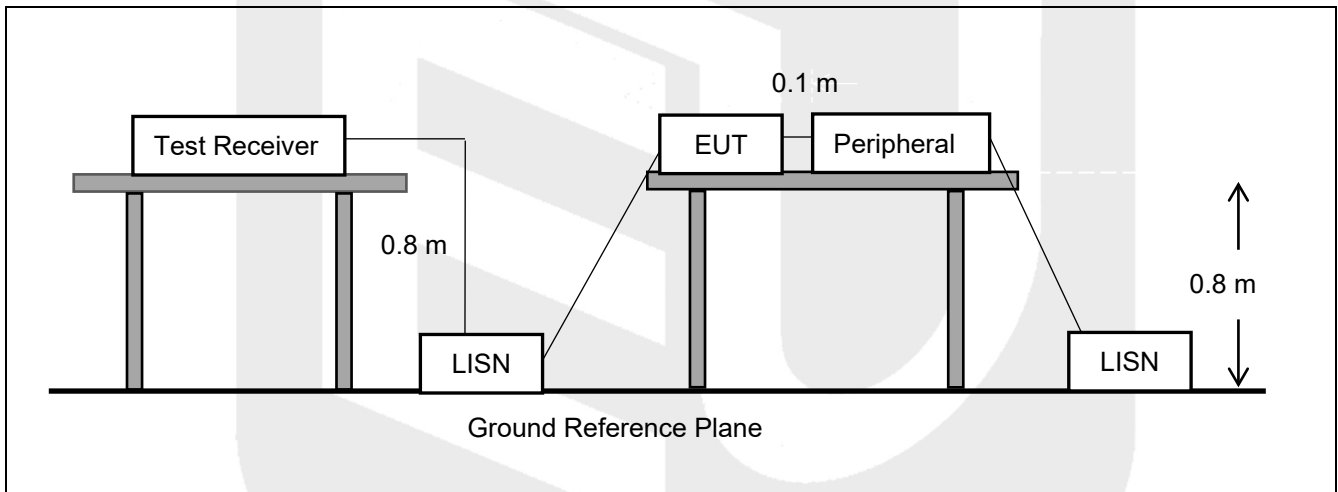 0.1 m
Test Receiver
EUT
Peripheral
0.8 m
0.8 m
LISN
LISN
Ground Reference Plane